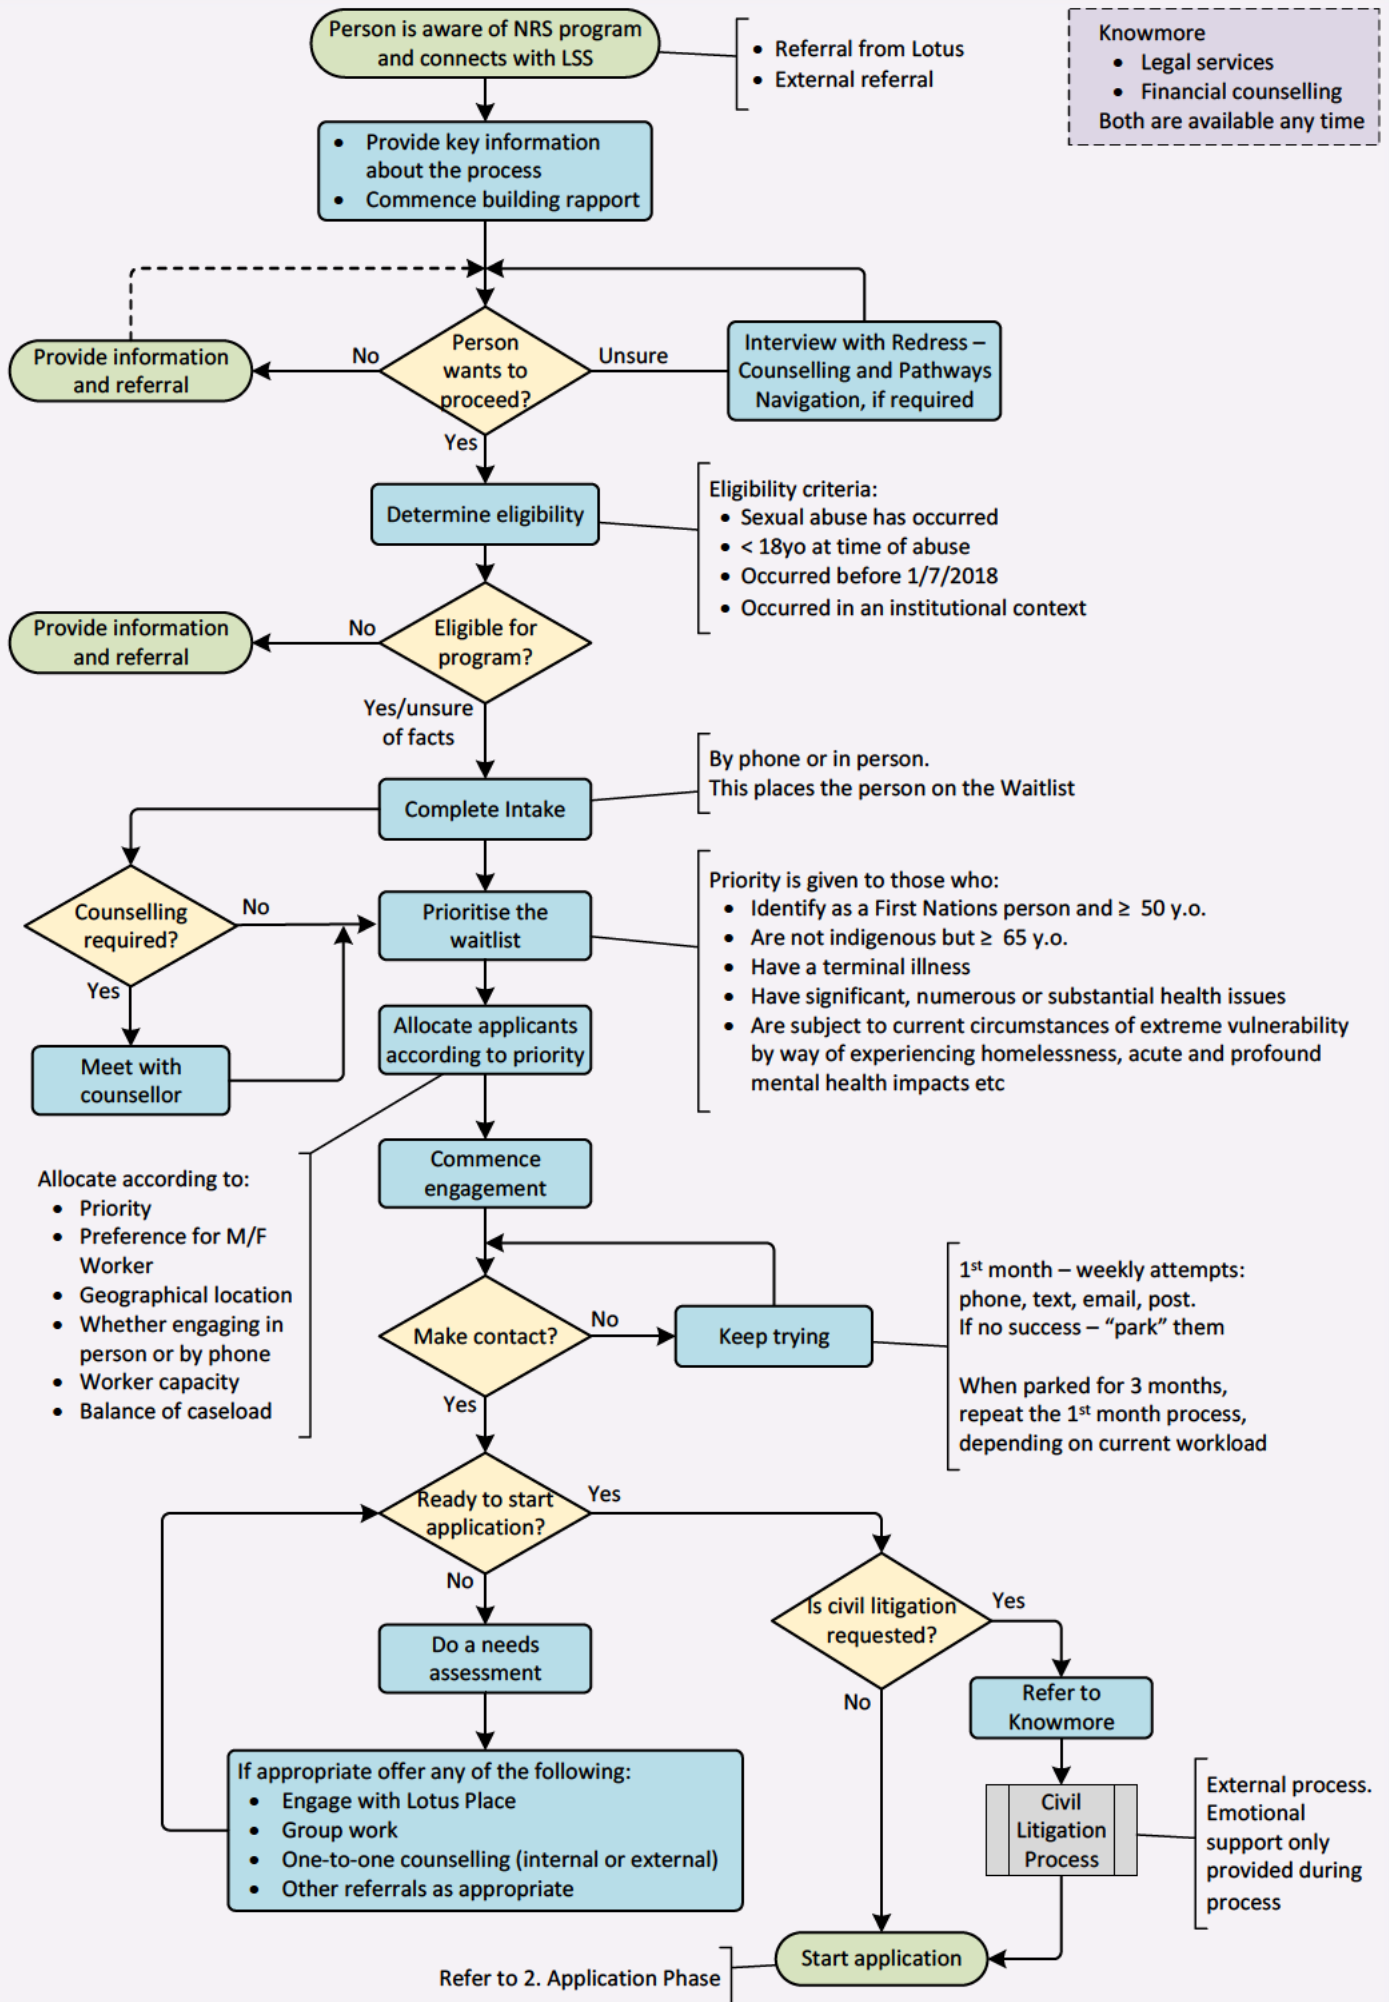 Person is aware of NRS program
and connects with LSS
• Referral from Lotus
• External referral
Knowmore
• Legal services
• Financial counselling
Both are available any time
• Provide key information
about the process
• Commence building rapport
Person
wants to
proceed?
No
Unsure
Yes
Provide information
and referral
Interview with Redress –
Counselling and Pathways
Navigation, if required
Determine eligibility
Eligibility criteria:
• Sexual abuse has occurred
• < 18yo at time of abuse
• Occurred before 1/7/2018
• Occurred in an institutional context
Eligible for
program?
No
Provide information
and referral
Yes/unsure
of facts
Complete Intake
By phone or in person.
This places the person on the Waitlist
Counselling
required?
No
Yes
Meet with
counsellor
Prioritise the
waitlist
Priority is given to those who:
• Identify as a First Nations person and ≥ 50 y.o.
• Are not indigenous but ≥ 65 y.o.
• Have a terminal illness
• Have significant, numerous or substantial health issues
• Are subject to current circumstances of extreme vulnerability
by way of experiencing homelessness, acute and profound
mental health impacts etc
Allocate applicants
according to priority
Allocate according to:
• Priority
• Preference for M/F
Worker
• Geographical location
• Whether engaging in
person or by phone
• Worker capacity
• Balance of caseload
Commence
engagement
Make contact?
No
Yes
Keep trying
1st month – weekly attempts:
phone, text, email, post.
If no success – “park” them
When parked for 3 months,
repeat the 1st month process,
depending on current workload
Ready to start
application?
Yes
No
Do a needs
assessment
If appropriate offer any of the following:
• Engage with Lotus Place
• Group work
• One-to-one counselling (internal or external)
• Other referrals as appropriate
Is civil litigation
requested?
Yes
No
Refer to
Knowmore
Civil
Litigation
Process
External process.
Emotional
support only
provided during
process
Start application
Refer to 2. Application Phase